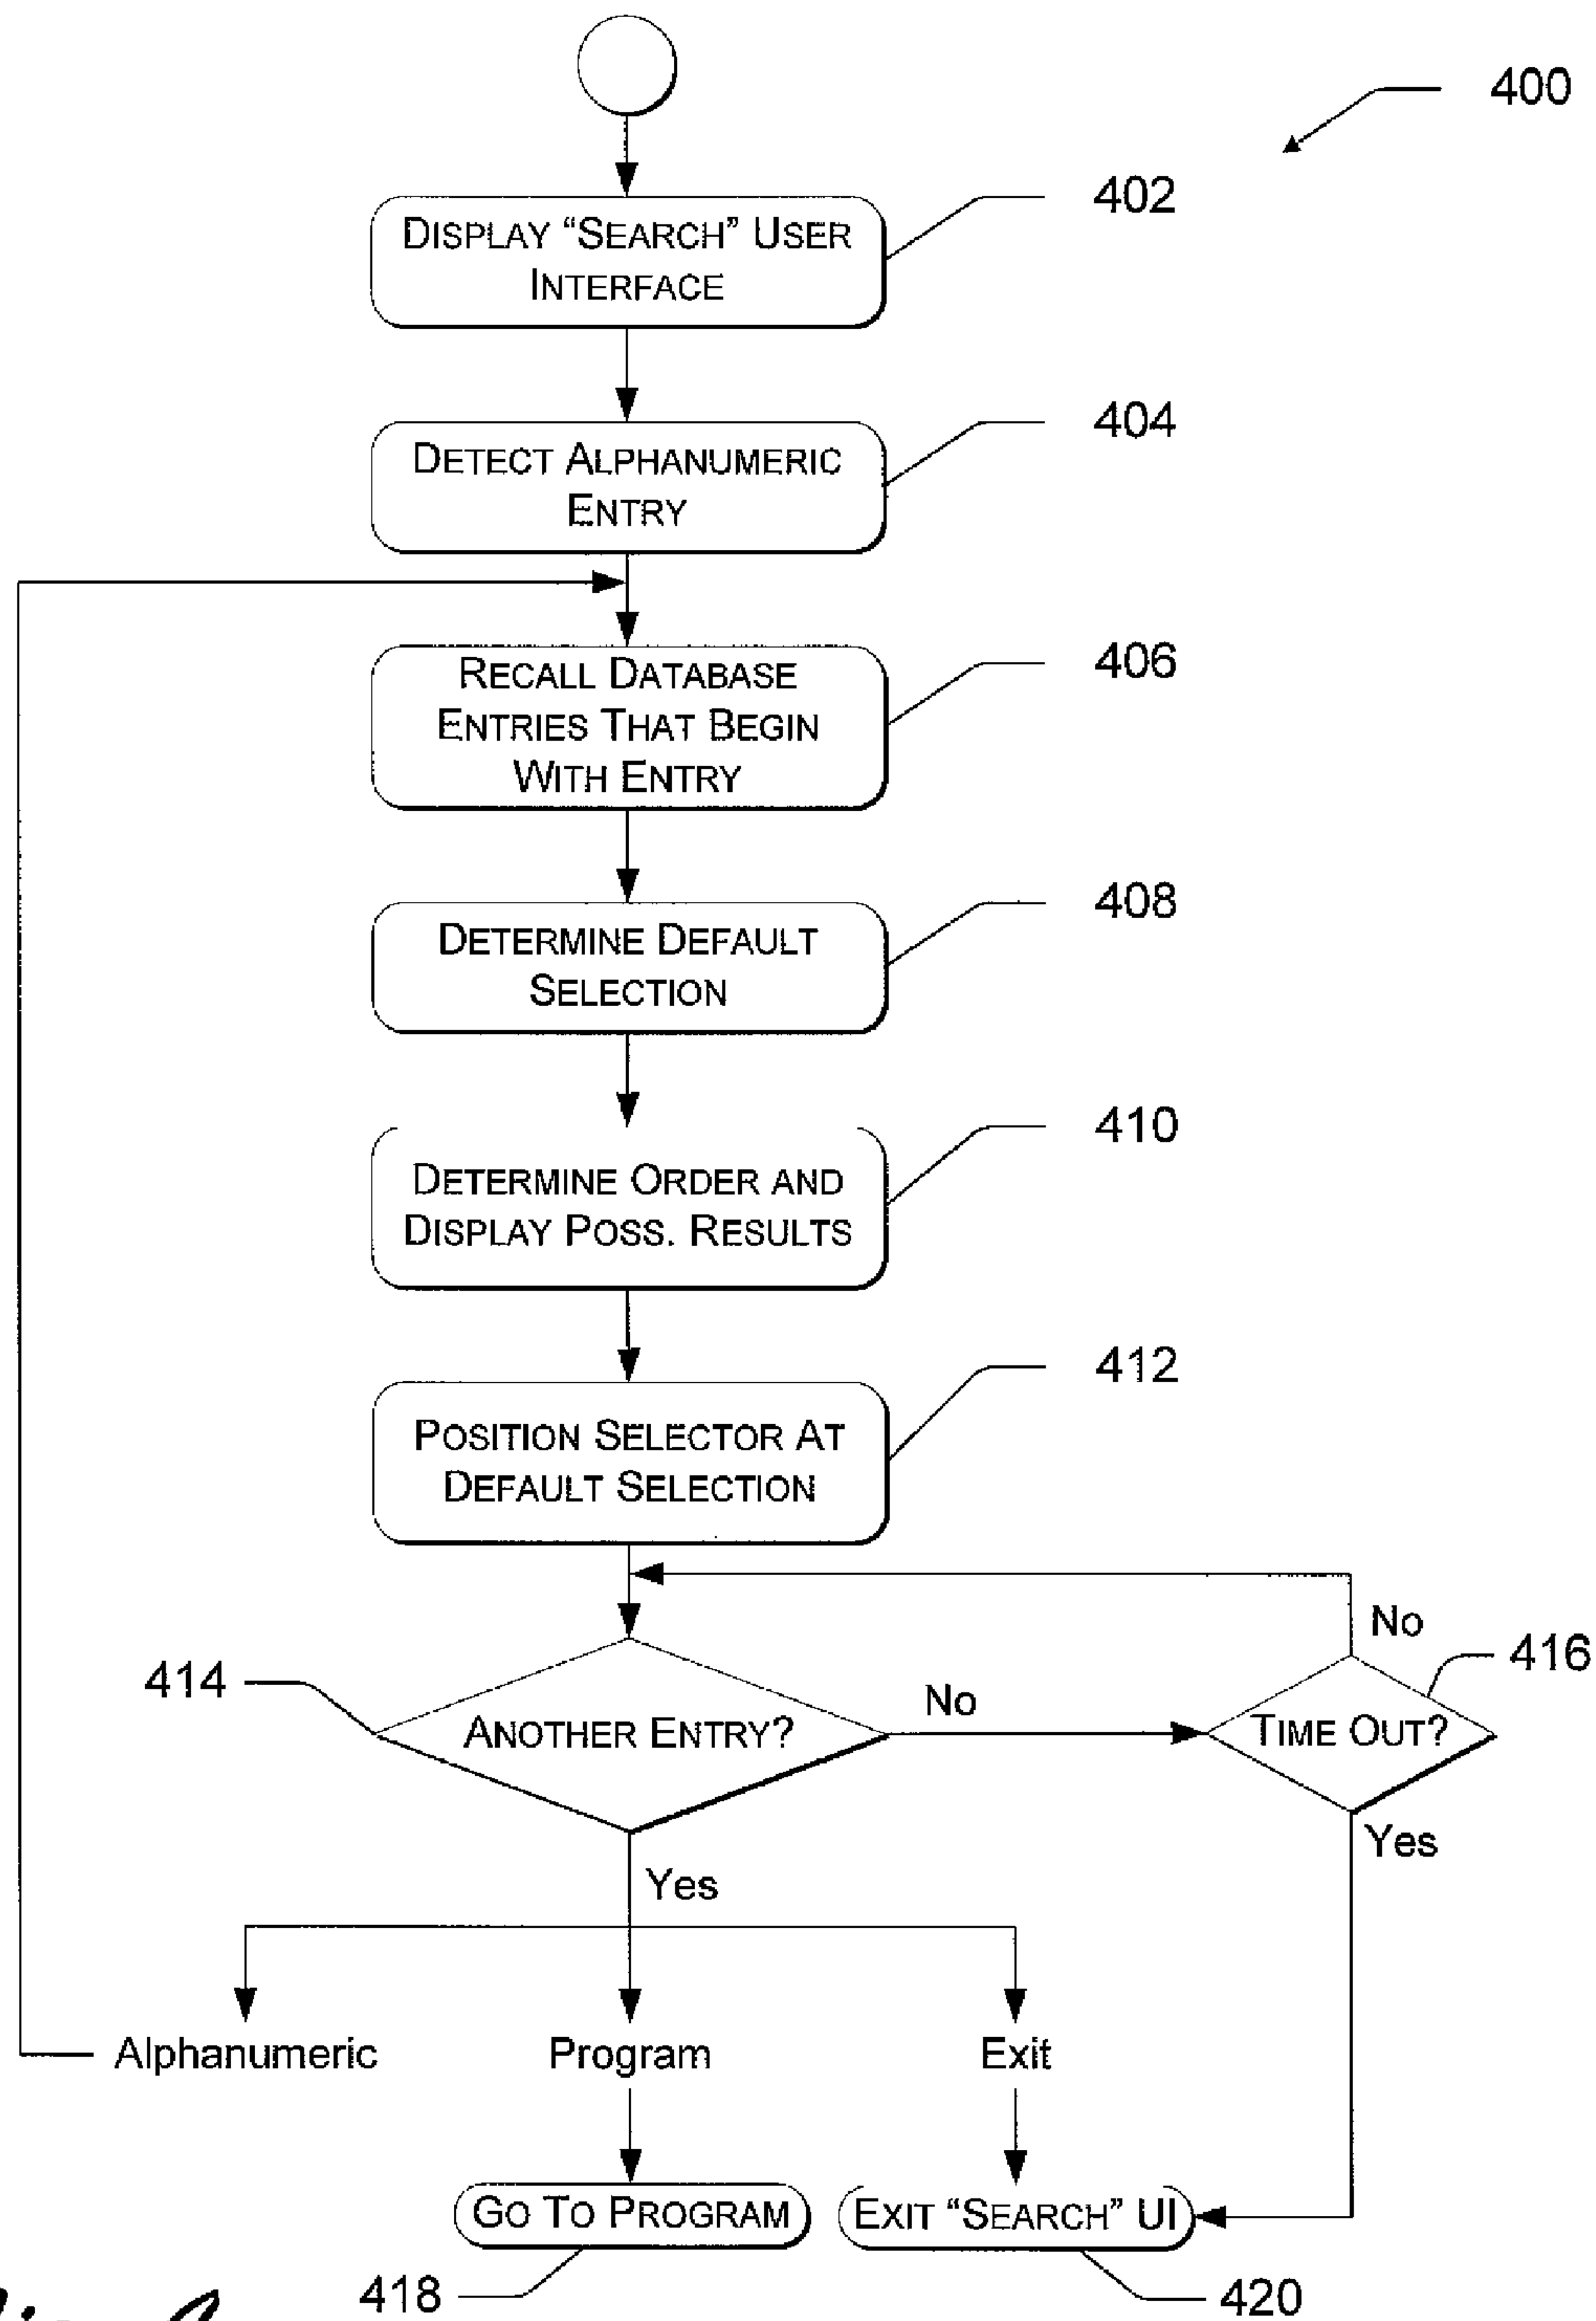 400
402
DISPLAY “SEARCH” USER
INTERFACE
404
DETECT ALPHANUMERIC
ENTRY
406
RECALL DATABASE
ENTRIES THAT BEGIN
WITH ENTRY
408
DETERMINE DEFAULT
SELECTION
410
DETERMINE ORDER AND
DISPLAY POSS. RESULTS
412
POSITION SELECTOR AT
DEFAULT SELECTION
No
414
416
No
ANOTHER ENTRY?
TIME OUT?
Yes
Yes
Alphanumeric
Program
Exit
GO TO PROGRAM
EXIT “SEARCH” UI
418
420